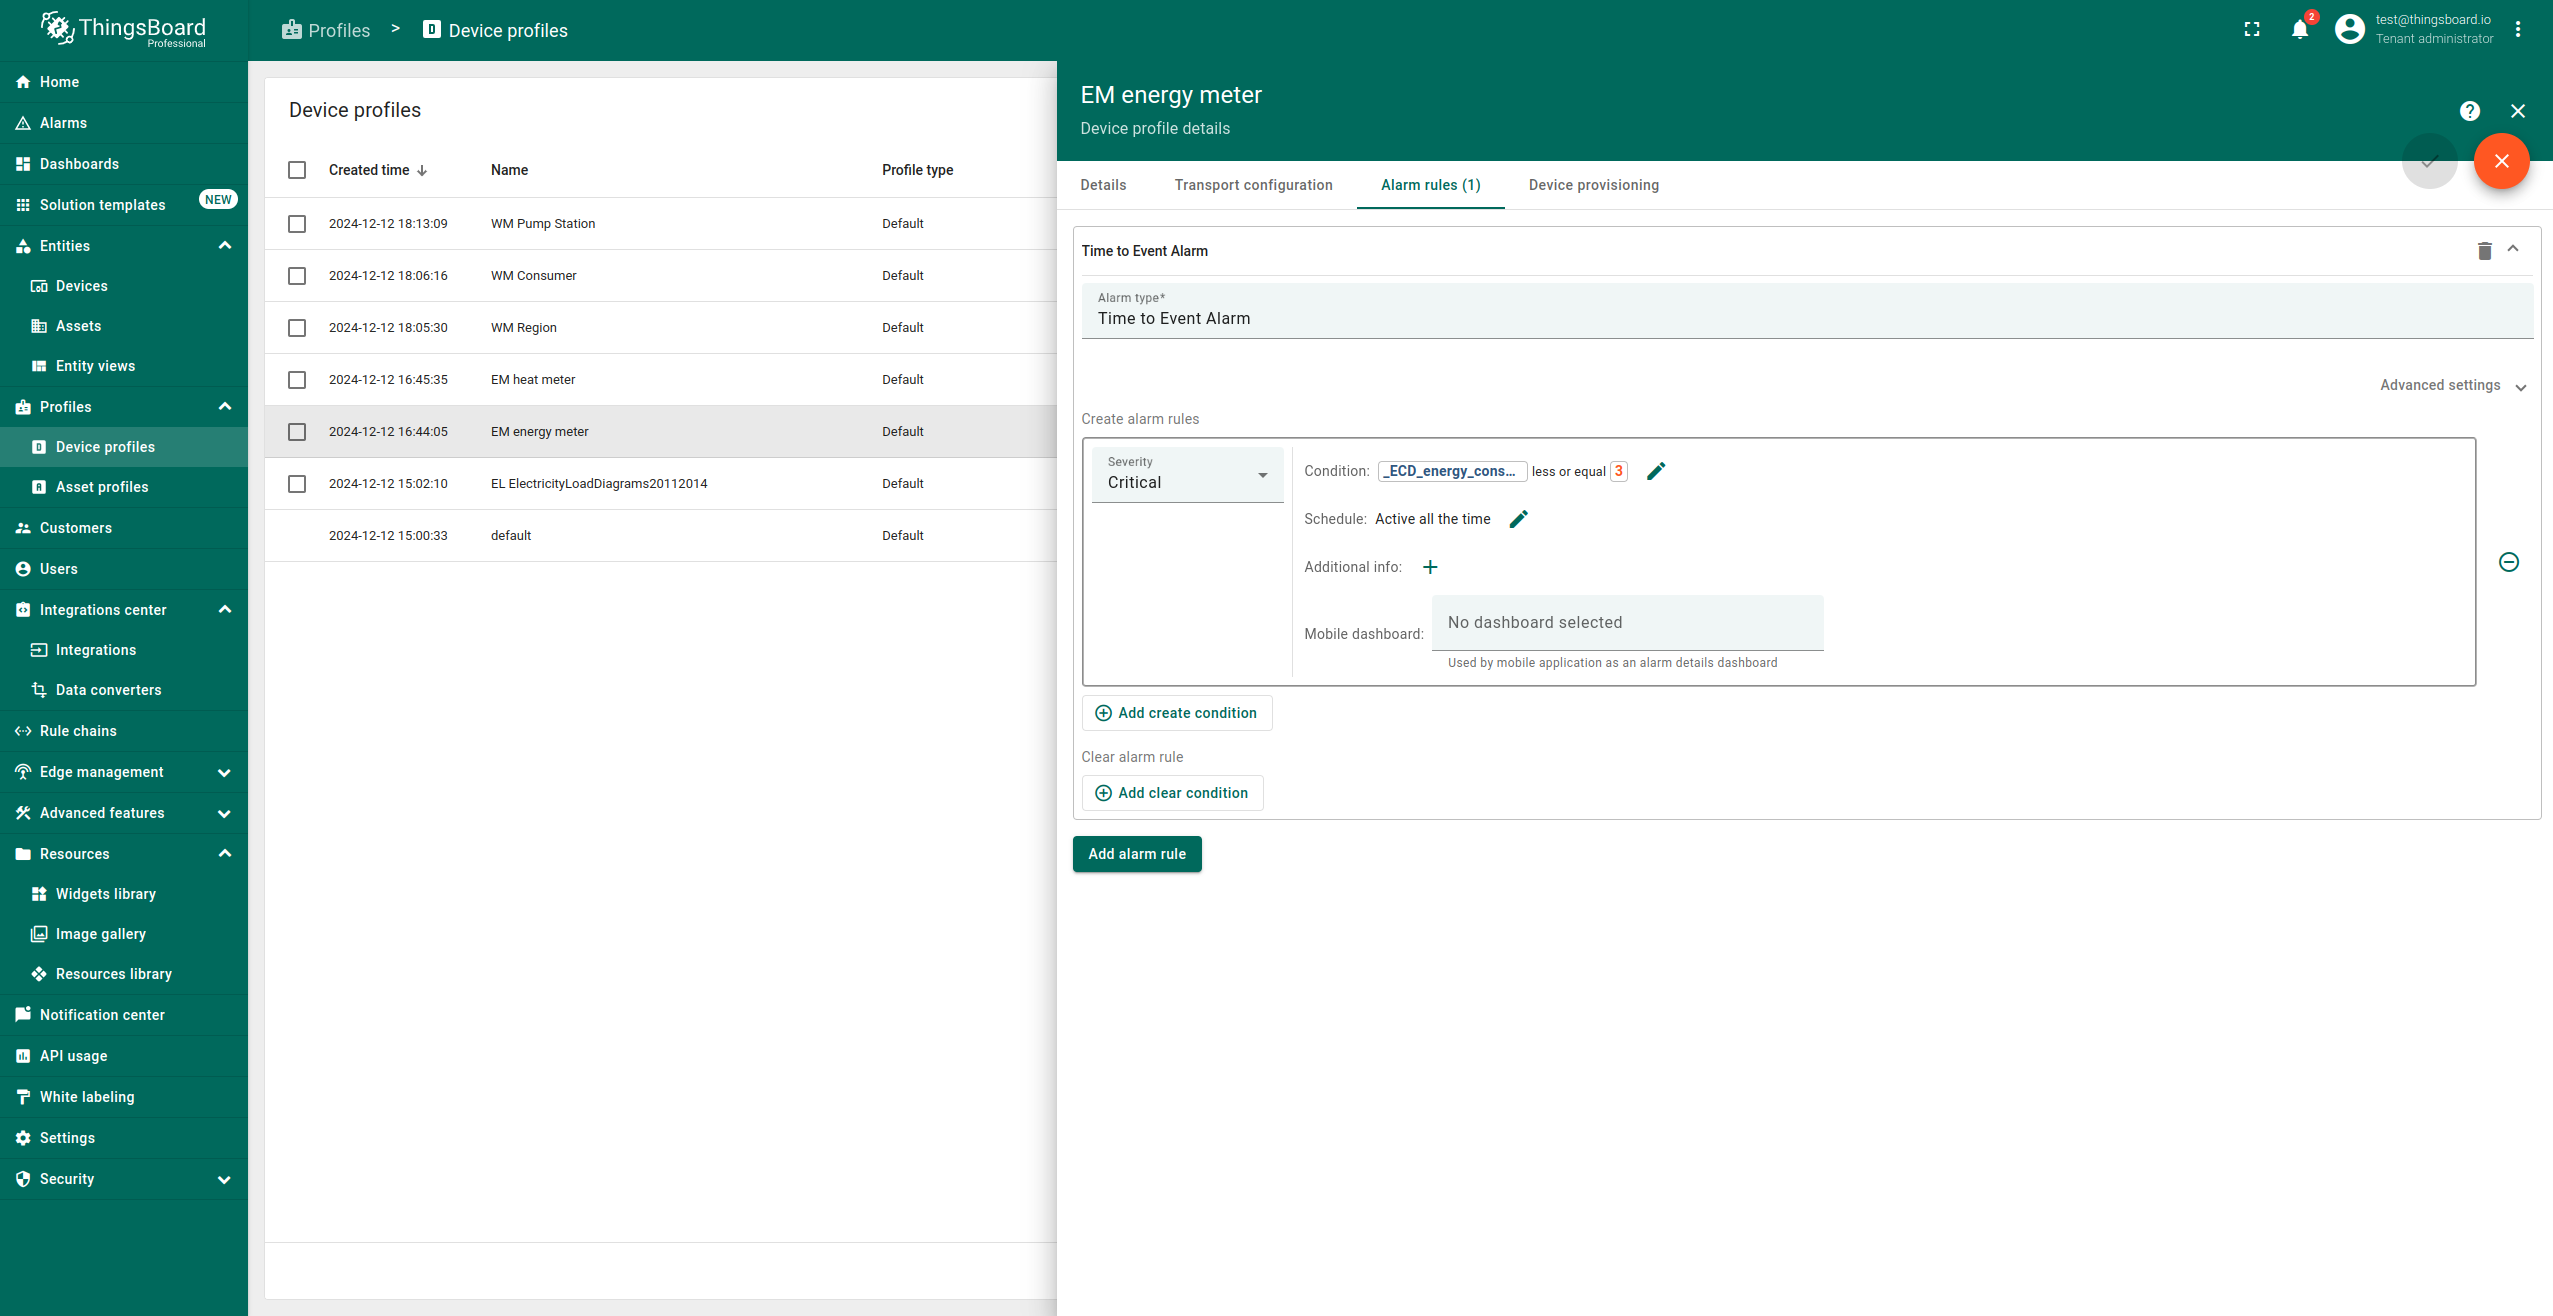 ThingsBoard
Professional
Profiles > Device profiles
2
test@thingsboard.io
Tenant administrator
Home
Alarms
Dashboards
Solution templates NEW
Entities
Devices
Assets
Entity views
Profiles
Device profiles
Asset profiles
Customers
Users
Integrations center
Integrations
Data converters
Rule chains
Edge management
Advanced features
Resources
Widgets library
Image gallery
Resources library
Notification center
API usage
White labeling
Settings
Security
Device profiles
Created time Name Profile type
2024-12-12 18:13:09 WM Pump Station Default
2024-12-12 18:06:16 WM Consumer Default
2024-12-12 18:05:30 WM Region Default
2024-12-12 16:45:35 EM heat meter Default
2024-12-12 16:44:05 EM energy meter Default
2024-12-12 15:02:10 EL ElectricityLoadDiagrams20112014 Default
2024-12-12 15:00:33 default Default
EM energy meter
Device profile details
Details Transport configuration Alarm rules (1) Device provisioning
Time to Event Alarm
Alarm type*
Time to Event Alarm
Advanced settings
Create alarm rules
Severity
Critical
Condition: _ECD_energy_cons... less or equal 3
Schedule: Active all the time
Additional info:
Mobile dashboard: No dashboard selected
Used by mobile application as an alarm details dashboard
Add create condition
Clear alarm rule
Add clear condition
Add alarm rule